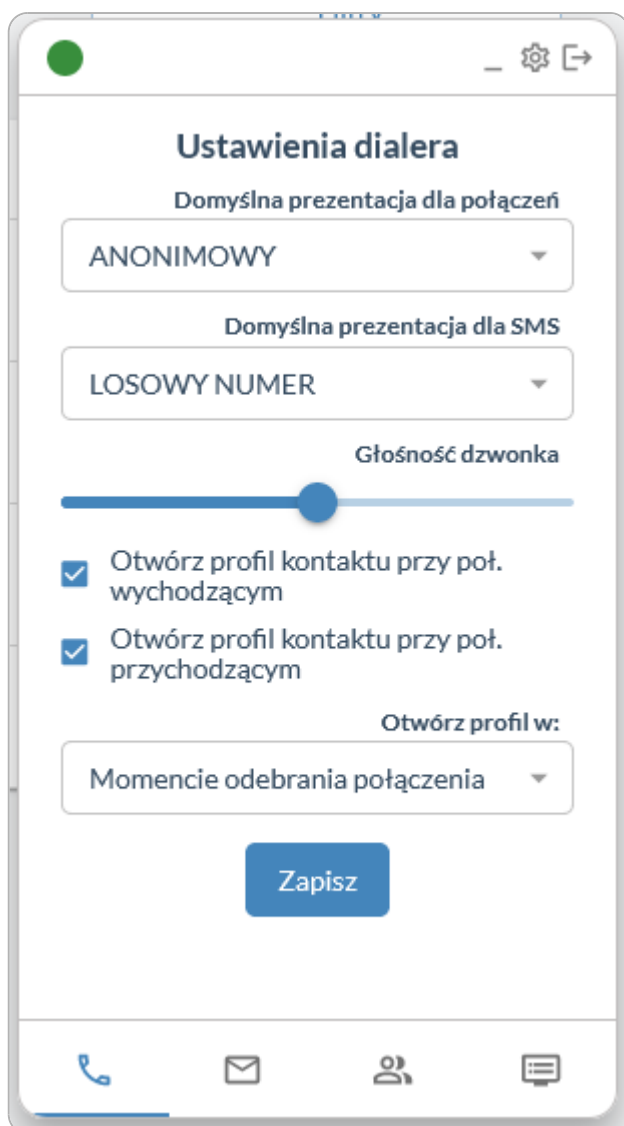 Ustawienia dialera
Domyślna prezentacja dla połączeń
ANONIMOWY
Domyślna prezentacja dla SMS
LOSOWY NUMER
Głośność dzwonka
Otwórz profil kontaktu przy poł.
wychodzącym
Otwórz profil kontaktu przy poł.
przychodzącym
Otwórz profil w:
Momencie odebrania połączenia
Zapisz